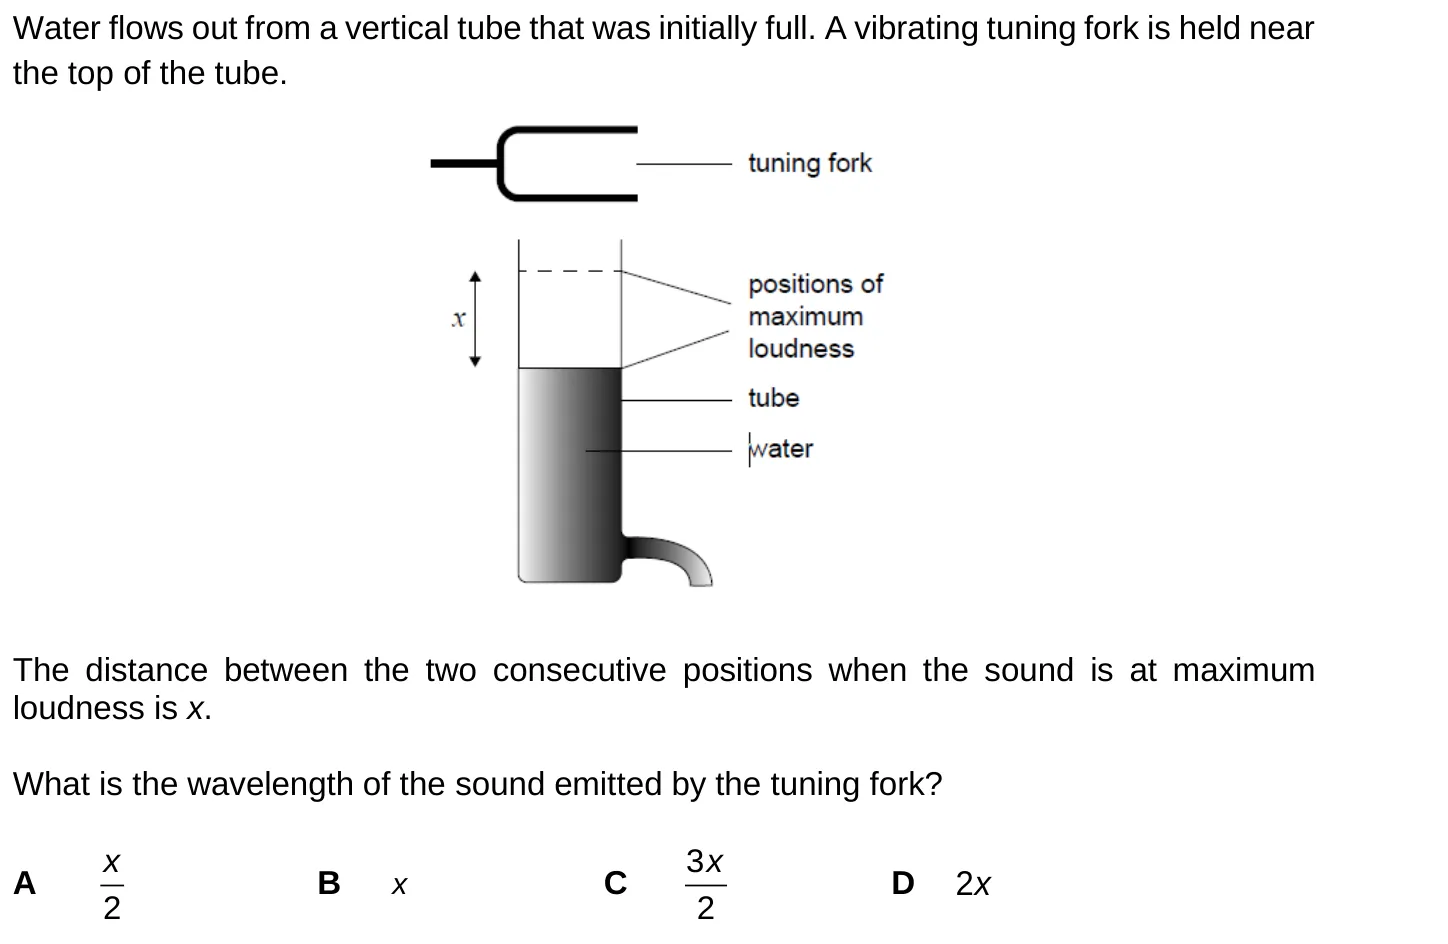 Water flows out from a vertical tube that was initially full. A vibrating tuning fork is held near
the top of the tube.
tuning fork
positions of
maximum
loudness
x
tube
water
The distance between the two consecutive positions when the sound is at maximum
loudness is x.
What is the wavelength of the sound emitted by the tuning fork?
A x/2 B x C 3x/2 D 2x